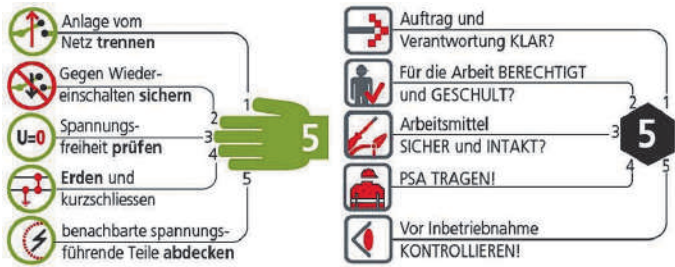 Anlage vom
Netz trennen
Gegen Wieder-
einschalten sichern
U=0
Spannungs-
freiheit prüfen
Erden und
kurzschliessen
benachbarte spannungs-
führende Teile abdecken
1
2
3
4
5
5
Auftrag und
Verantwortung KLAR?
Für die Arbeit BERECHTIGT
und GESCHULT?
Arbeitsmittel
SICHER und INTAKT?
PSA TRAGEN!
Vor Inbetriebnahme
KONTROLLIEREN!
1
2
3
4
5
5